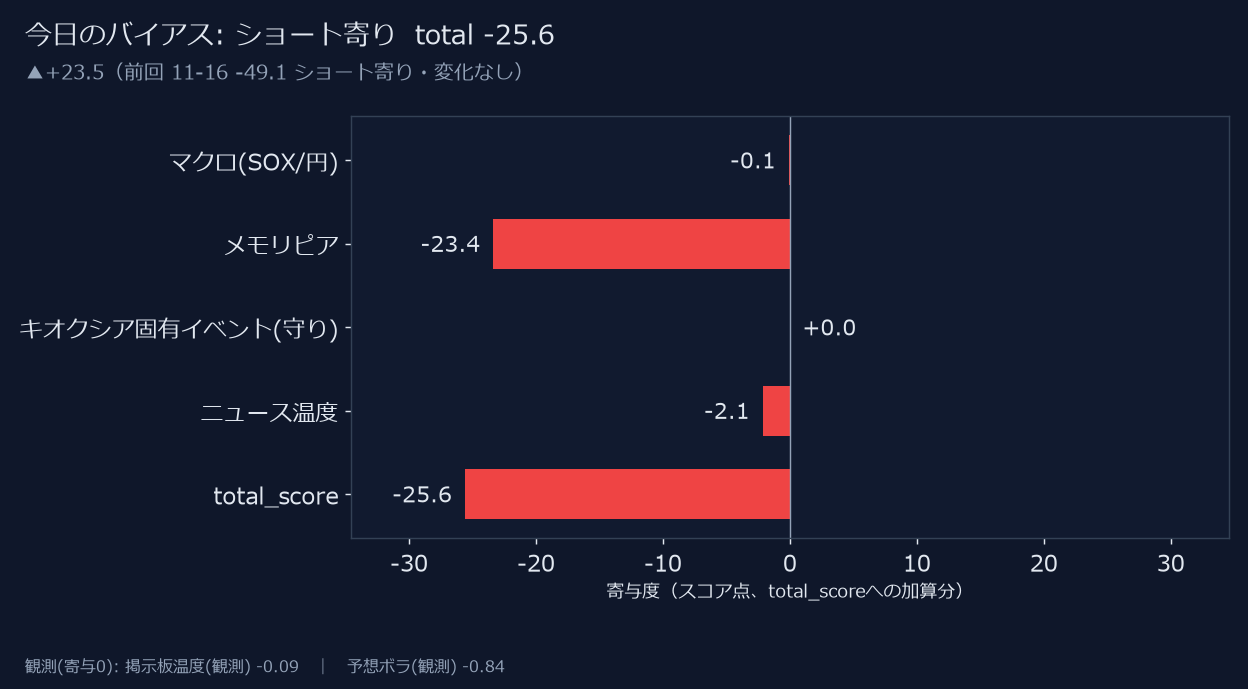 今日のバイアス: ショート寄り  total -25.6
▲+23.5（前回 11-16 -49.1 ショート寄り・変化なし）
マクロ(SOX/円)
-0.1
メモリピア
-23.4
キオクシア固有イベント(守り)
+0.0
ニュース温度
-2.1
total_score
-25.6
-30 -20 -10 0 10 20 30
寄与度（スコア点、total_scoreへの加算分）
観測(寄与0): 掲示板温度(観測) -0.09 ｜ 予想ボラ(観測) -0.84